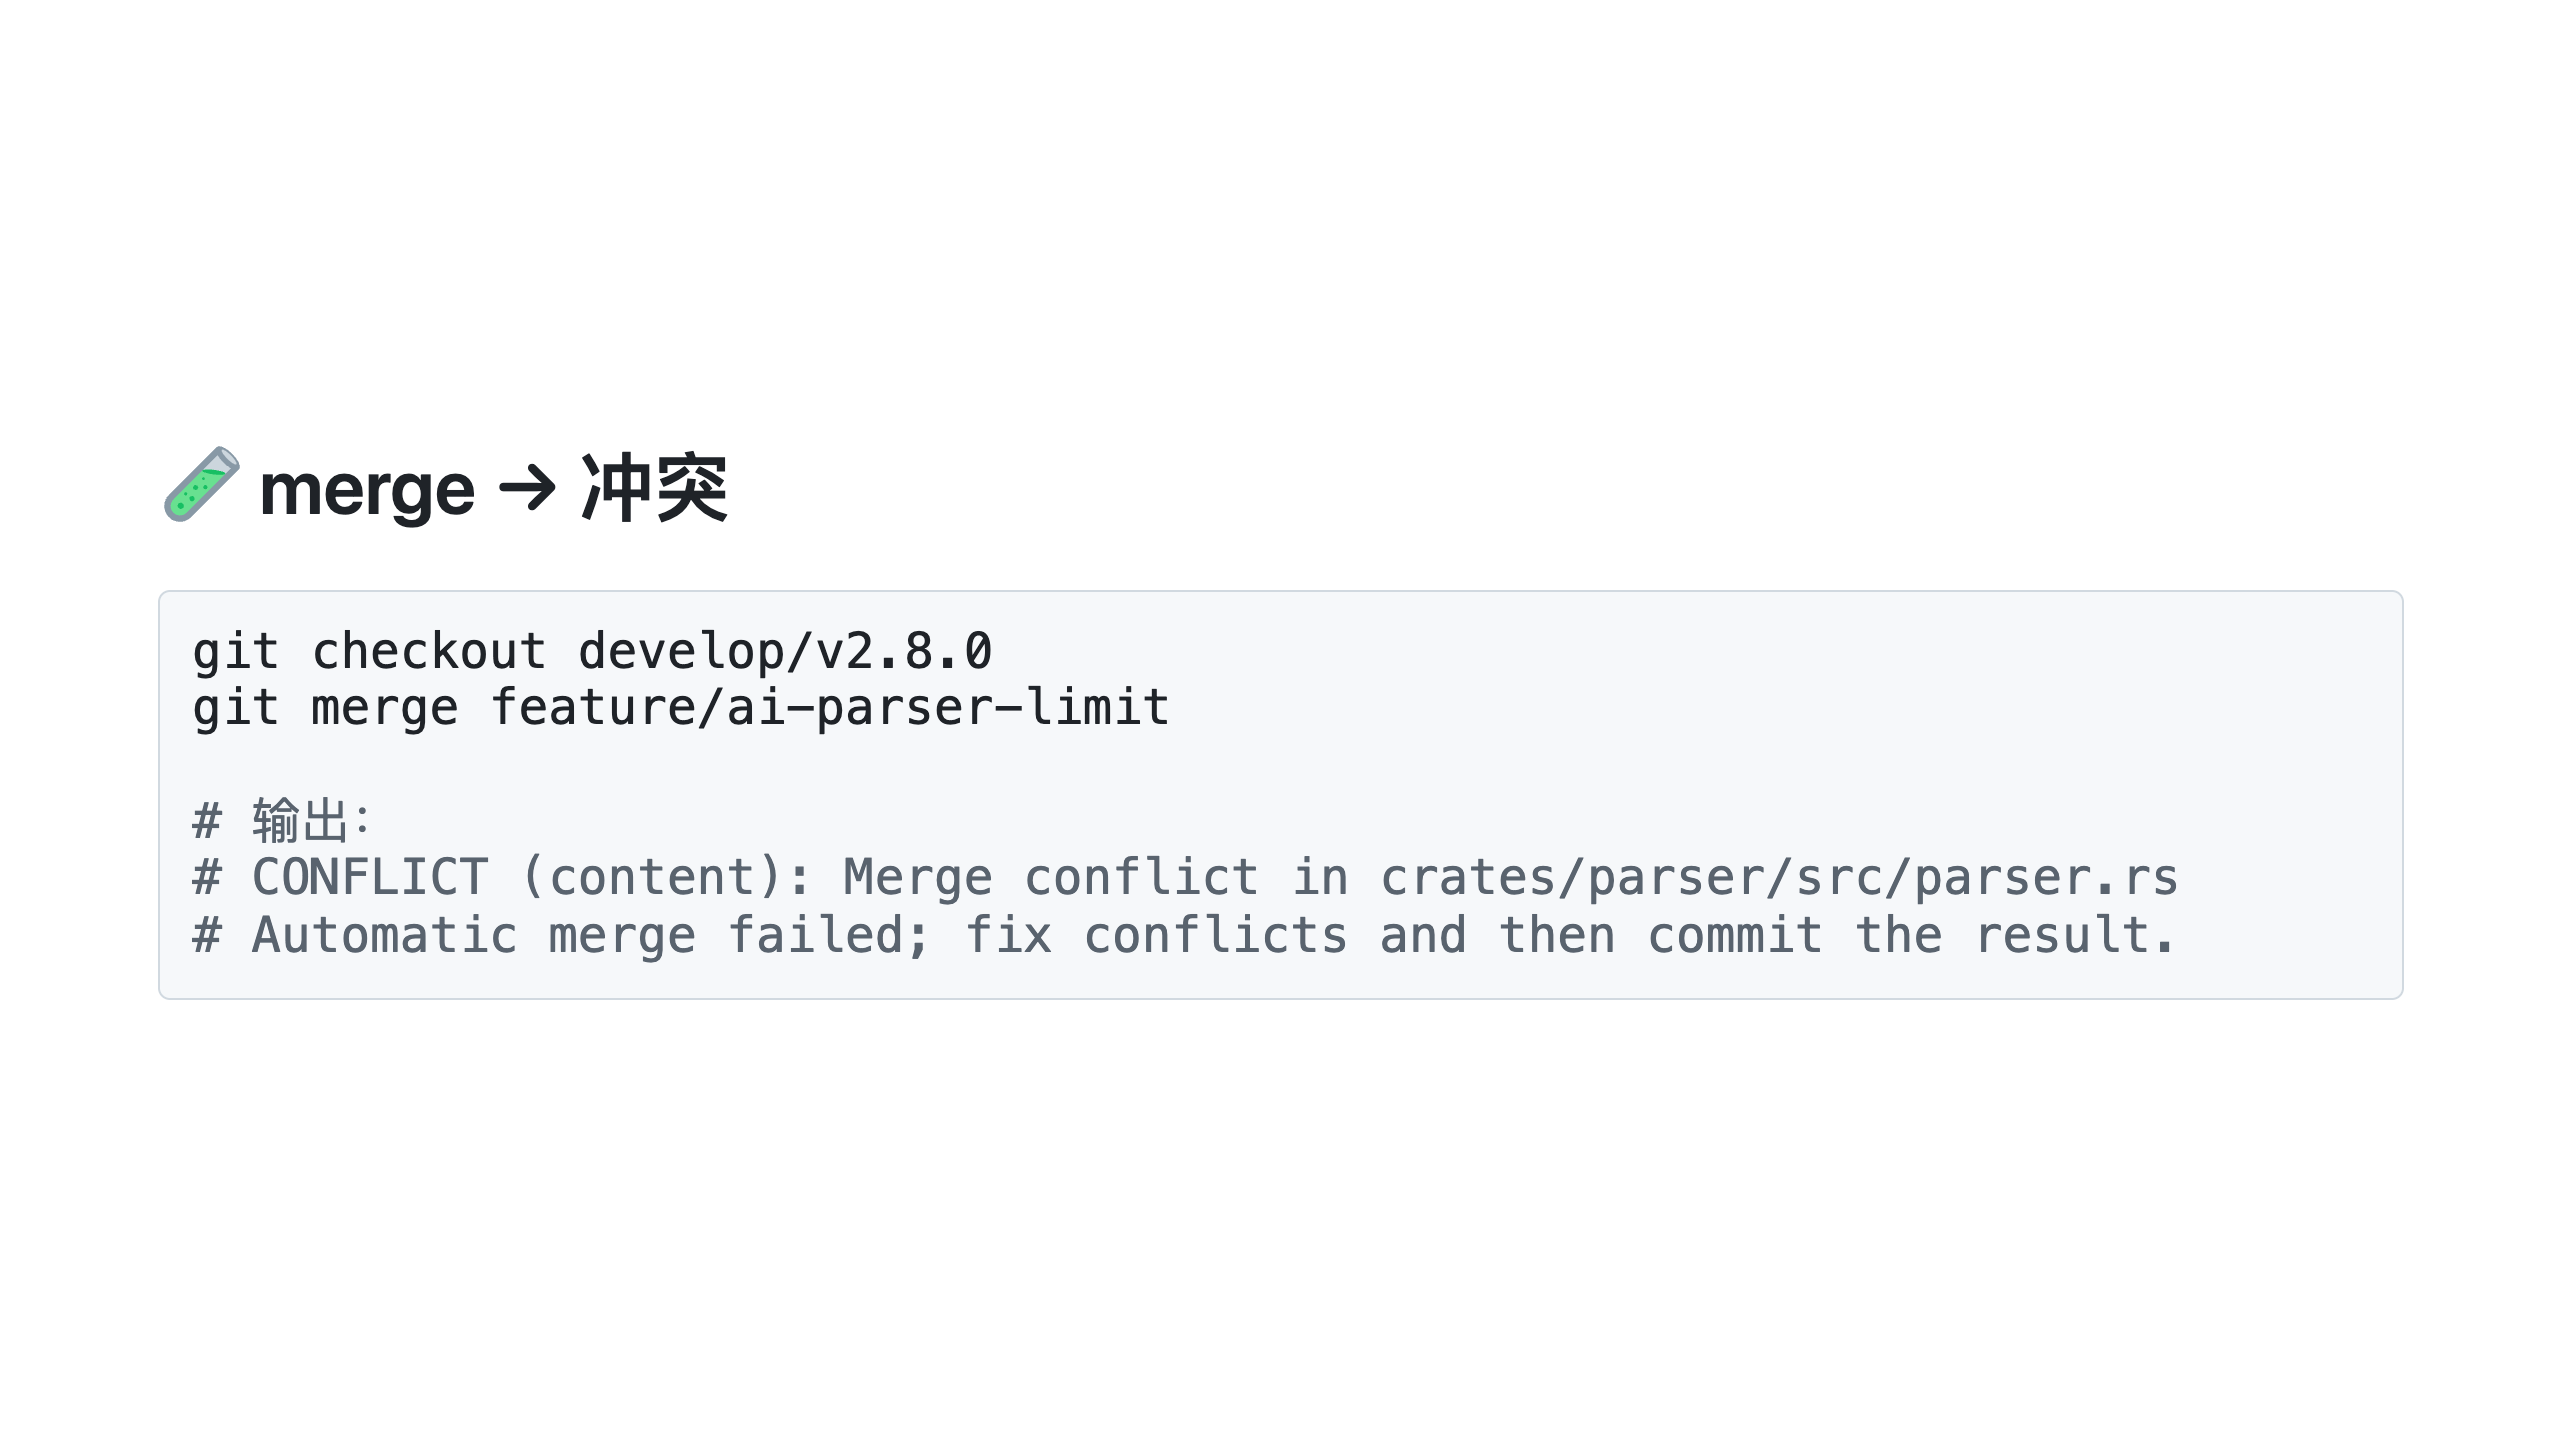 🧪 merge → 冲突
git checkout develop/v2.8.0
git merge feature/ai-parser-limit

# 输出：
# CONFLICT (content): Merge conflict in crates/parser/src/parser.rs
# Automatic merge failed; fix conflicts and then commit the result.